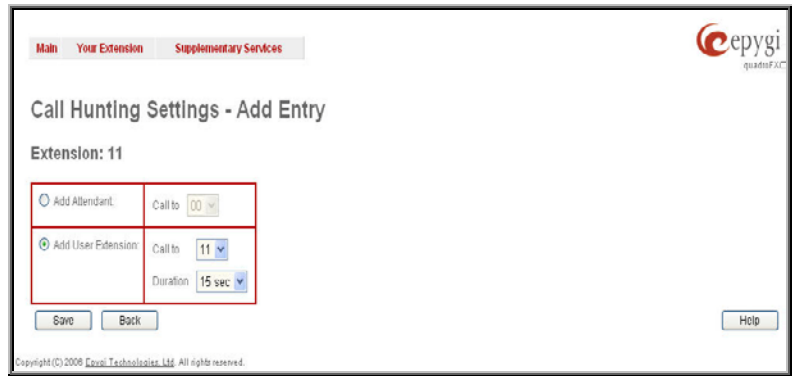 Main Your Extension Supplementary Services
epygi
quadroFXO
Call Hunting Settings - Add Entry
Extension: 11
Add Attendant: Call to 00
Add User Extension: Call to 11
Duration 15 sec
Save Back Help
Copyright (C) 2006 Epygi Technologies, Ltd. All rights reserved.